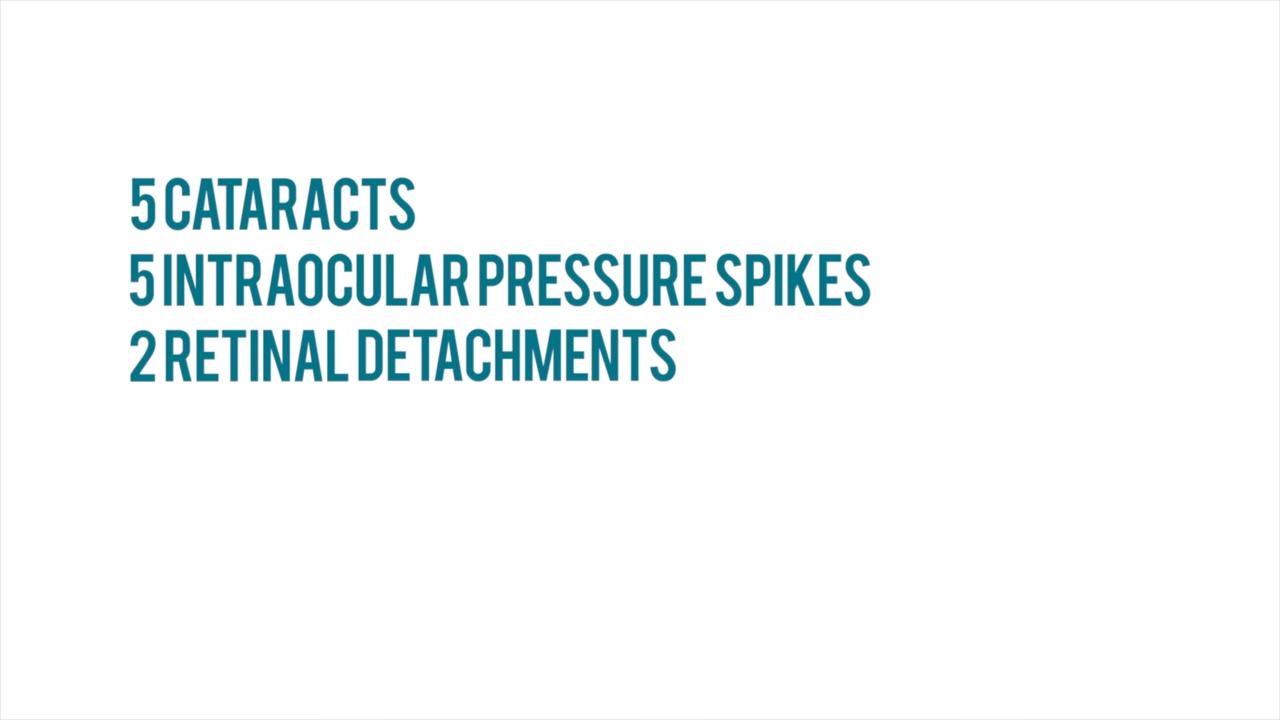 5 CATARACTS
5 INTRAOCULAR PRESSURE SPIKES
2 RETINAL DETACHMENTS